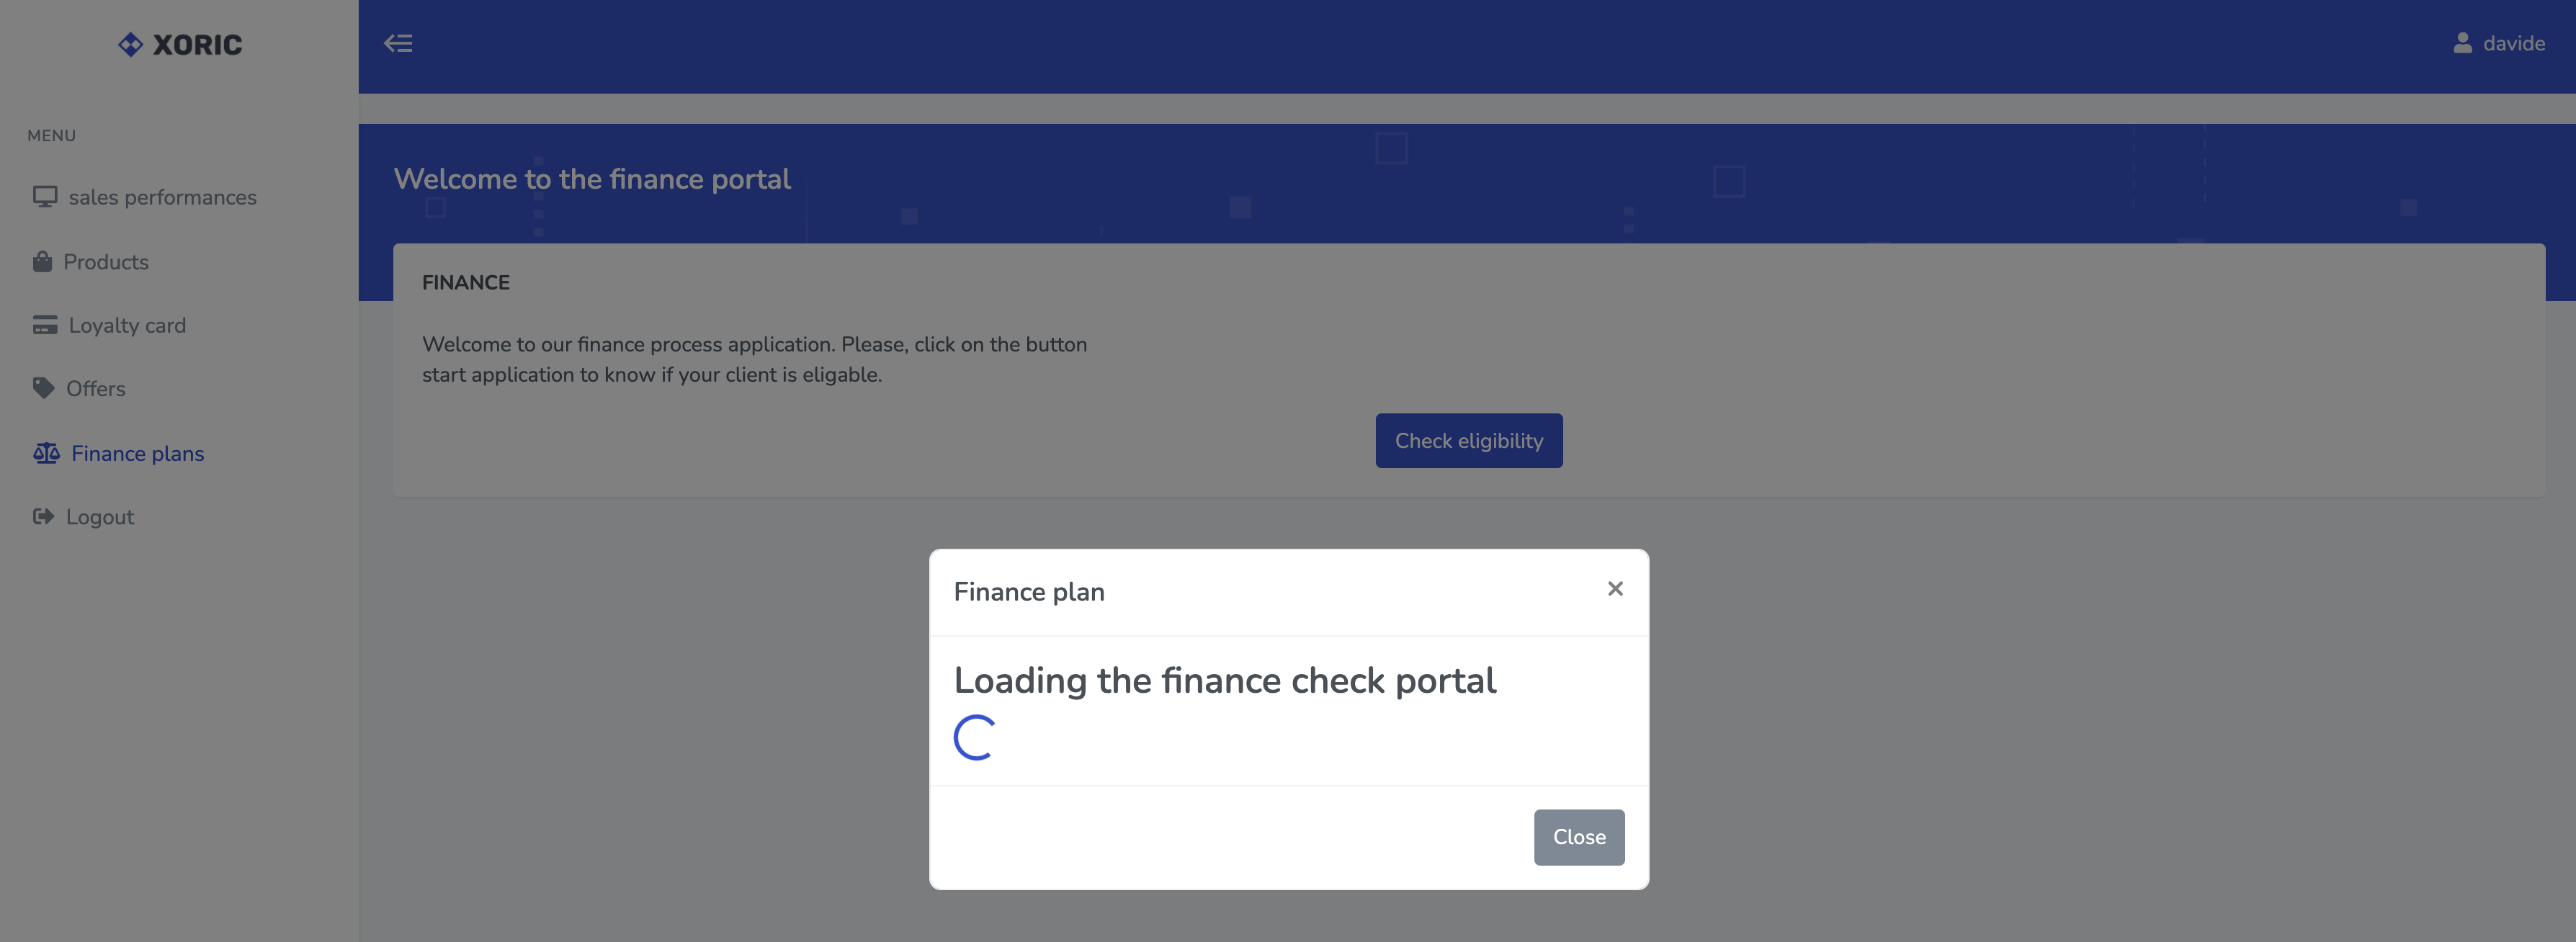 XORIC
davide
MENU
sales performances
Products
Loyalty card
Offers
Finance plans
Logout
Welcome to the finance portal
FINANCE
Welcome to our finance process application. Please, click on the button
start application to know if your client is eligable.
Check eligibility
Finance plan
×
Loading the finance check portal
Close